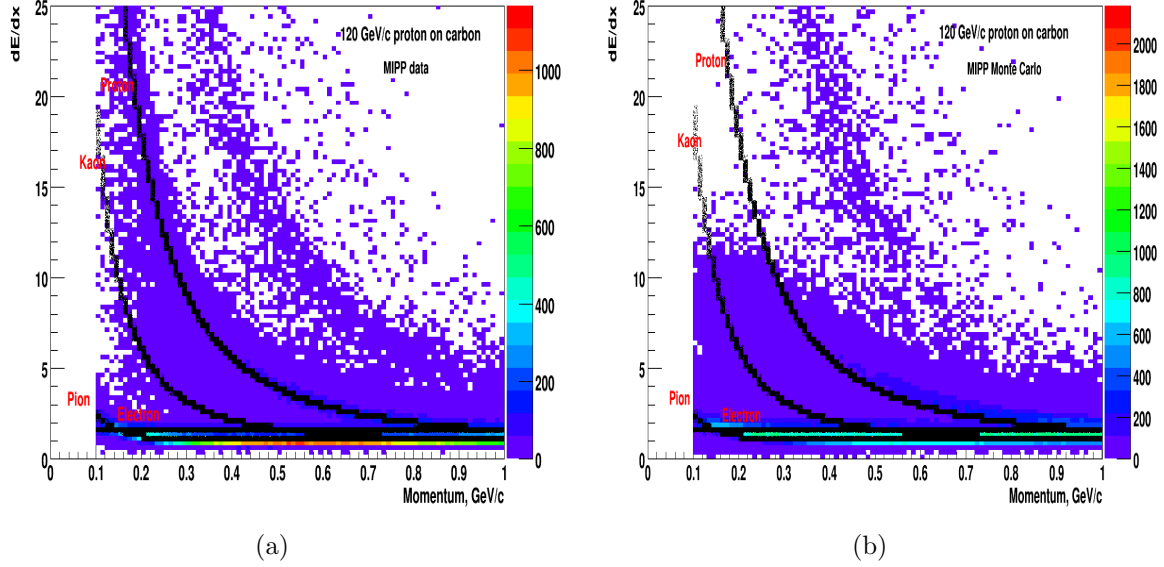 dE/dx
25
20
15
10
5
0
120 GeV/c proton on carbon
MIPP data
Proton
Kaon
Pion
Electron
0 0.1 0.2 0.3 0.4 0.5 0.6 0.7 0.8 0.9 1
Momentum, GeV/c
1000
800
600
400
200
0
(a)
dE/dx
25
20
15
10
5
0
120 GeV/c proton on carbon
MIPP Monte Carlo
Proton
Kaon
Pion
Electron
0 0.1 0.2 0.3 0.4 0.5 0.6 0.7 0.8 0.9 1
Momentum, GeV/c
2000
1800
1600
1400
1200
1000
800
600
400
200
0
(b)